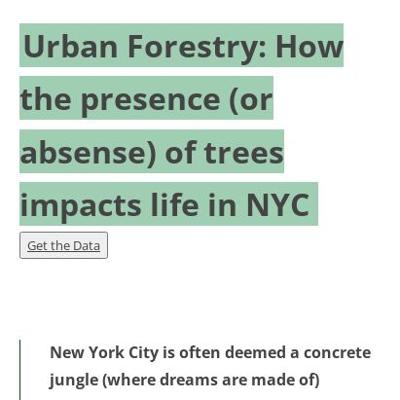 Urban Forestry: How
the presence (or
absense) of trees
impacts life in NYC
Get the Data
New York City is often deemed a concrete
jungle (where dreams are made of)